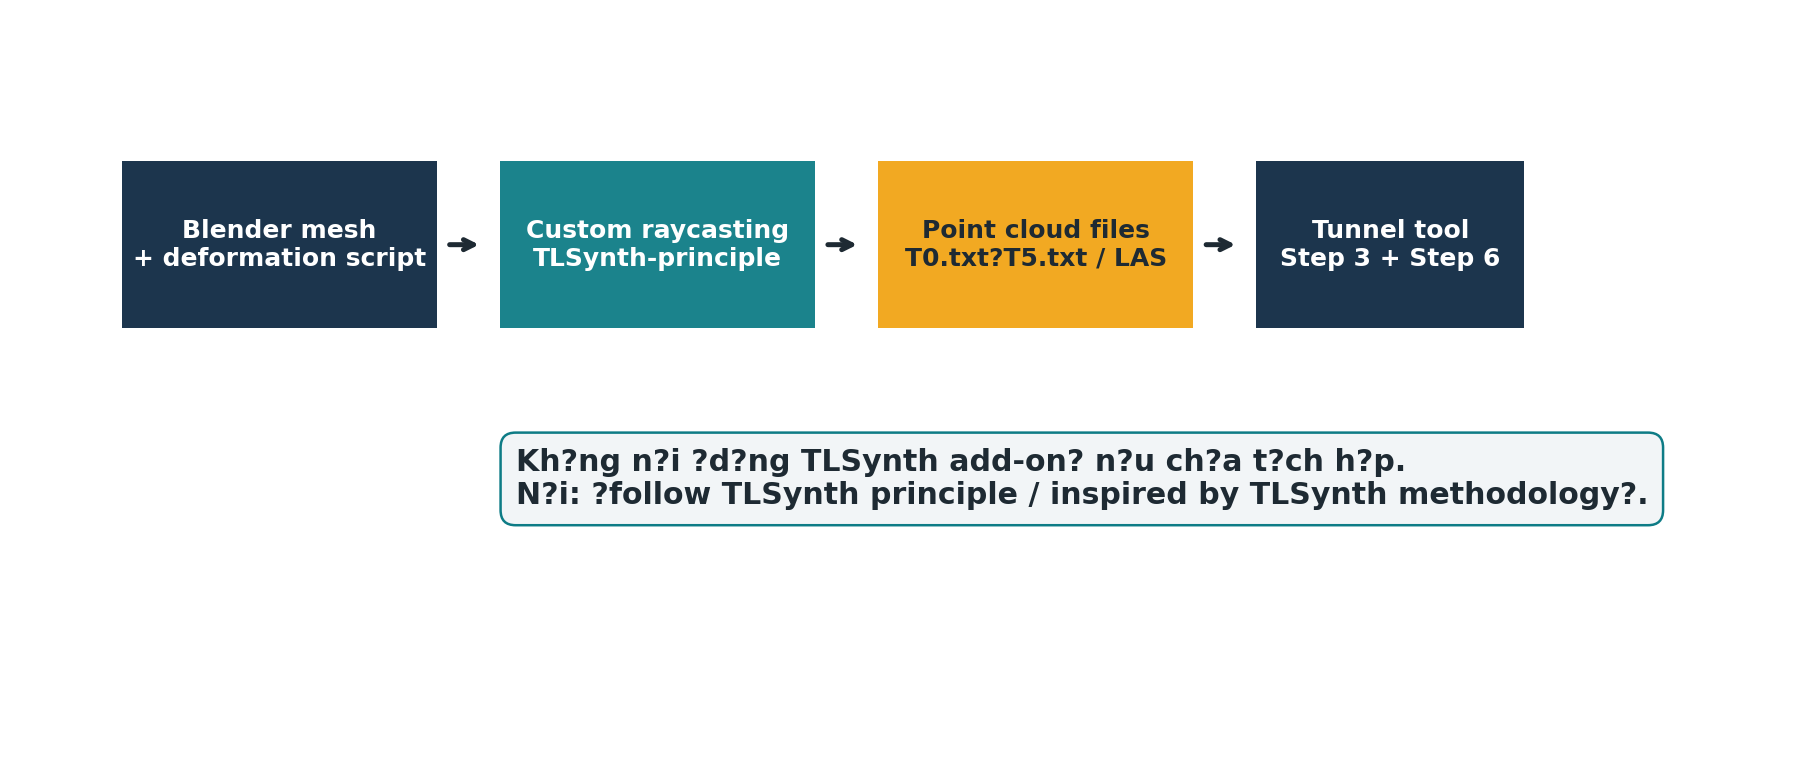 Blender mesh
+ deformation script
Custom raycasting
TLSynth-principle
Point cloud files
T0.txt?T5.txt / LAS
Tunnel tool
Step 3 + Step 6
Kh?ng n?i ?d?ng TLSynth add-on? n?u ch?a t?ch h?p.
N?i: ?follow TLSynth principle / inspired by TLSynth methodology?.